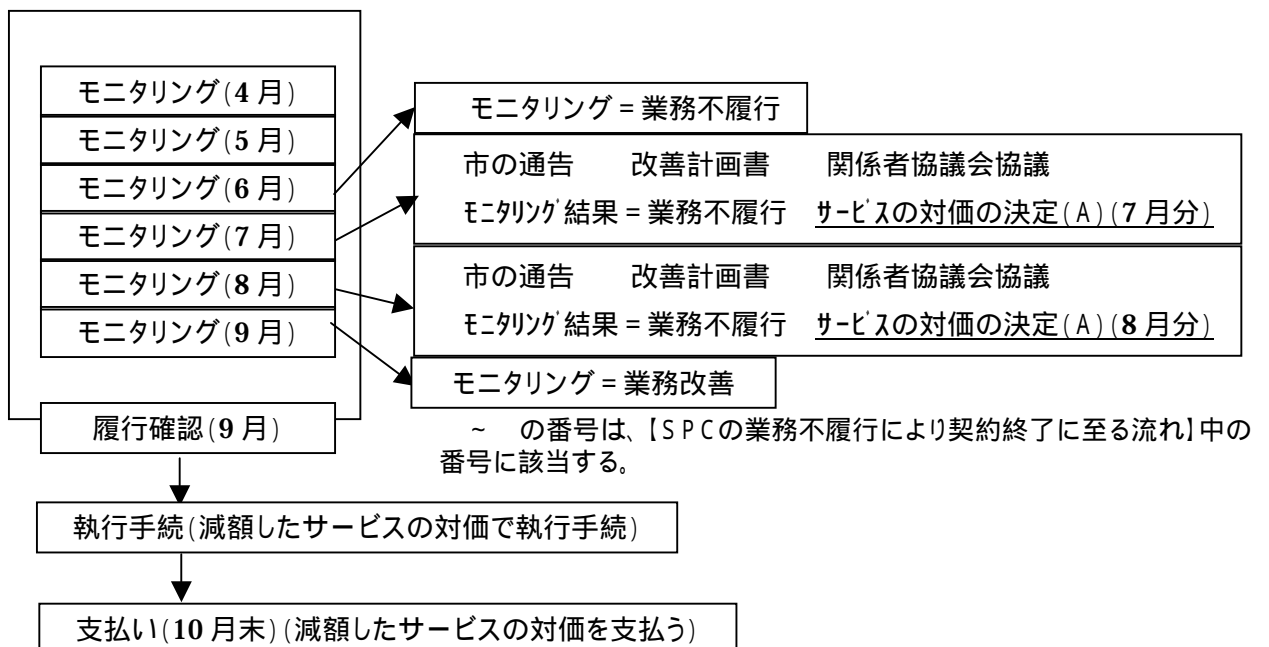 モニタリング(4月)
モニタリング(5月)
モニタリング(6月)
モニタリング(7月)
モニタリング(8月)
モニタリング(9月)
履行確認(9月)
モニタリング=業務不履行
市の通告 改善計画書 関係者協議会協議
ﾓﾆﾀﾘﾝｸﾞ結果=業務不履行 ｻｰﾋﾞｽの対価の決定(A)(7月分)
市の通告 改善計画書 関係者協議会協議
ﾓﾆﾀﾘﾝｸﾞ結果=業務不履行 ｻｰﾋﾞｽの対価の決定(A)(8月分)
モニタリング=業務改善
~ の番号は、【SPCの業務不履行により契約終了に至る流れ】中の
番号に該当する。
執行手続(減額したサービスの対価で執行手続)
支払い(10月末)(減額したサービスの対価を支払う)